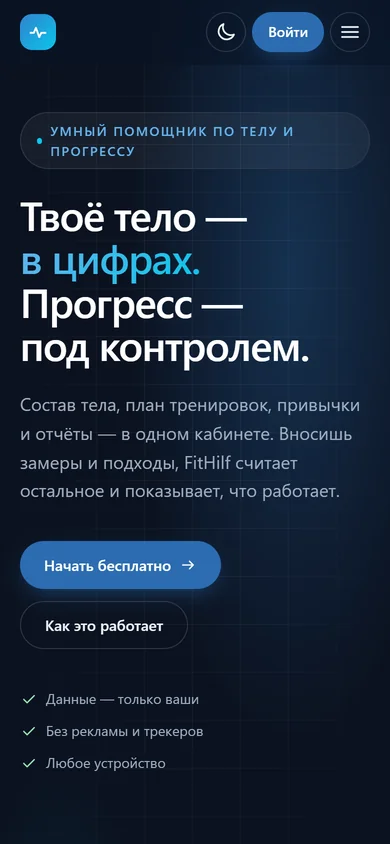 Войти
УМНЫЙ ПОМОЩНИК ПО ТЕЛУ И
ПРОГРЕССУ
Твоё тело —
в цифрах.
Прогресс —
под контролем.
Состав тела, план тренировок, привычки
и отчёты — в одном кабинете. Вносишь
замеры и подходы, FitHilf считает
остальное и показывает, что работает.
Начать бесплатно
Как это работает
Данные — только ваши
Без рекламы и трекеров
Любое устройство